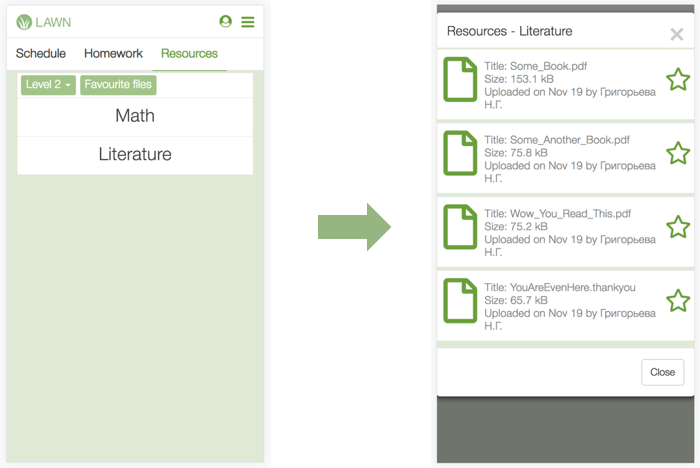 LAWN
Schedule Homework Resources
Level 2 Favourite files
Math
Literature
Resources - Literature
Title: Some_Book.pdf
Size: 153.1 kB
Uploaded on Nov 19 by Григорьева
Н.Г.
Title: Some_Another_Book.pdf
Size: 75.8 kB
Uploaded on Nov 19 by Григорьева
Н.Г.
Title: Wow_You_Read_This.pdf
Size: 75.2 kB
Uploaded on Nov 19 by Григорьева
Н.Г.
Title: YouAreEvenHere.thankyou
Size: 65.7 kB
Uploaded on Nov 19 by Григорьева
Н.Г.
Close